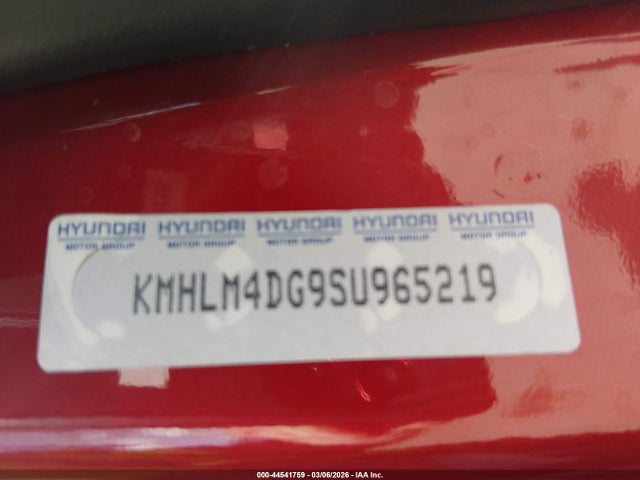 HYUNDAI HYUNDAI HYUNDAI HYUNDAI HYUNDAI
MOTOR GROUP MOTOR GROUP MOTOR GROUP MOTOR GROUP MOTOR GROUP
KMHLM4DG9SU965219
000-44541759 - 03/06/2026 - IAA Inc.